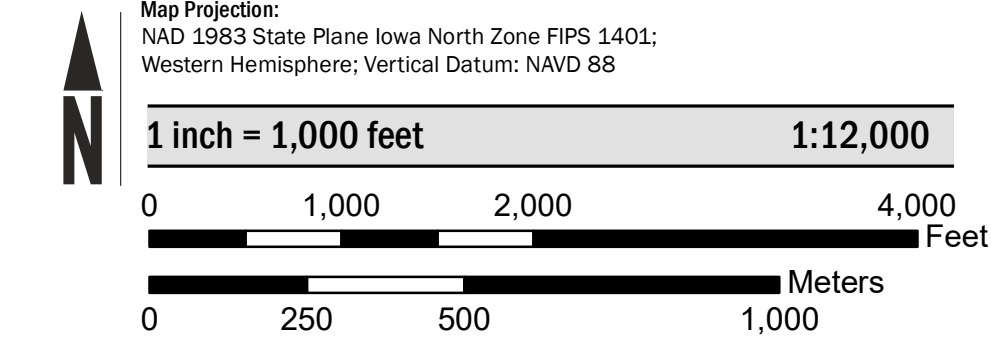 Map Projection:
NAD 1983 State Plane Iowa North Zone FIPS 1401;
Western Hemisphere; Vertical Datum: NAVD 88
N
1 inch = 1,000 feet 1:12,000
0 1,000 2,000 4,000
Feet
Meters
0 250 500 1,000